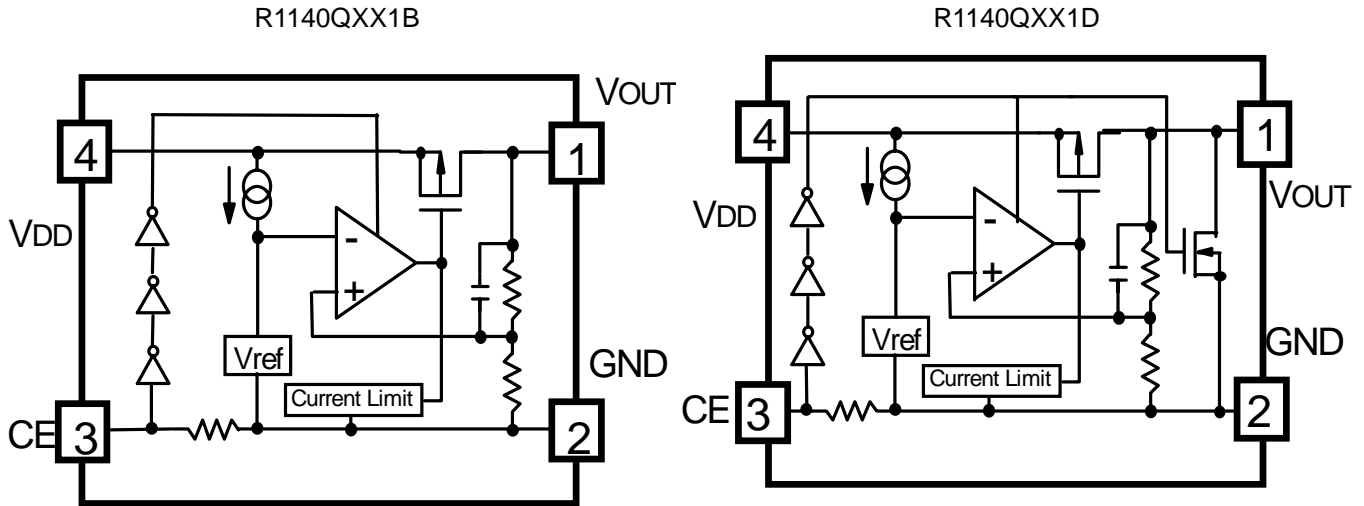 R1140QXX1B
R1140QXX1D
VOUT
4
1
VDD
-
+
Vref
Current Limit
GND
CE
3
2
4
1
VOUT
VDD
-
+
Vref
Current Limit
GND
CE
3
2